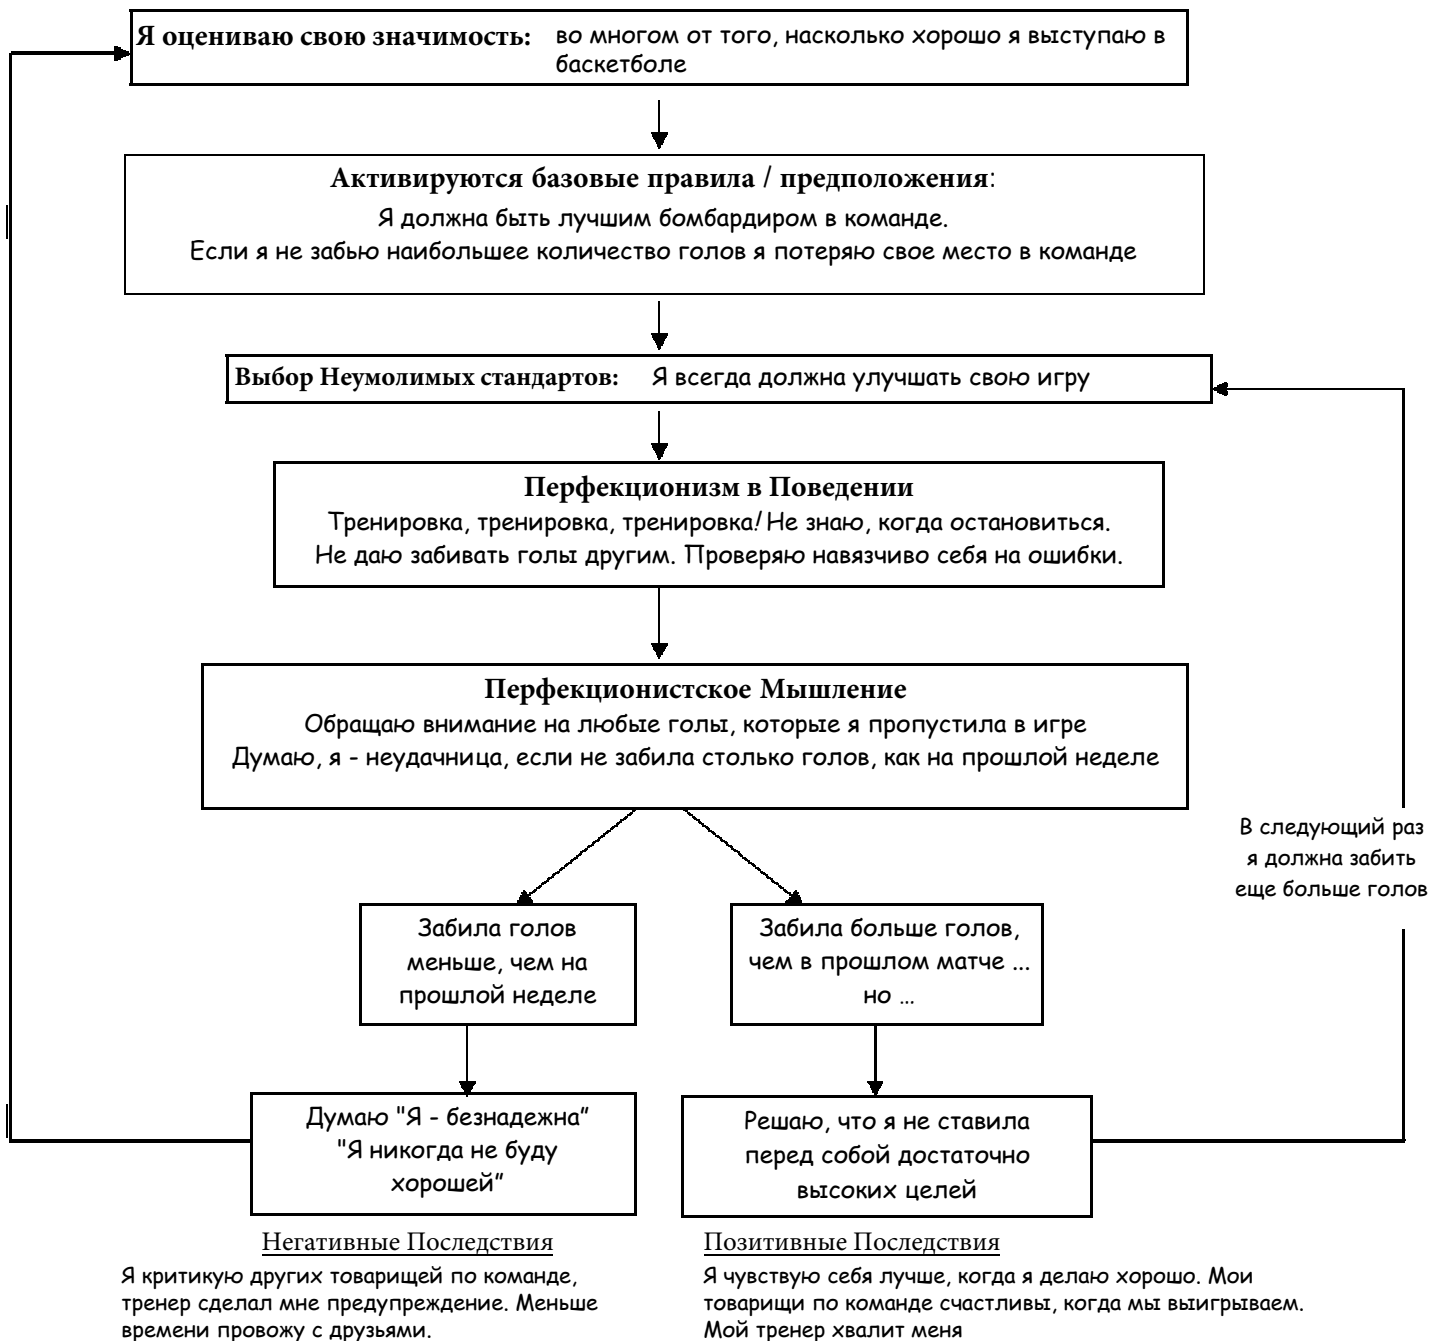 Я оцениваю свою значимость: во многом от того, насколько хорошо я выступаю в
баскетболе
Активируются базовые правила / предположения:
Я должна быть лучшим бомбардиром в команде.
Если я не забью наибольшее количество голов я потеряю свое место в команде
Выбор Неумолимых стандартов: Я всегда должна улучшать свою игру
Перфекционизм в Поведении
Тренировка, тренировка, тренировка! Не знаю, когда остановиться.
Не даю забивать голы другим. Проверяю навязчиво себя на ошибки.
Перфекционистское Мышление
Обращаю внимание на любые голы, которые я пропустила в игре
Думаю, я - неудачница, если не забила столько голов, как на прошлой неделе
В следующий раз
я должна забить
еще больше голов
Забила голов
меньше, чем на
прошлой неделе
Забила больше голов,
чем в прошлом матче ...
но ...
Думаю "Я - безнадежна"
"Я никогда не буду
хорошей"
Решаю, что я не ставила
перед собой достаточно
высоких целей
Негативные Последствия
Я критикую других товарищей по команде,
тренер сделал мне предупреждение. Меньше
времени провожу с друзьями.
Позитивные Последствия
Я чувствую себя лучше, когда я делаю хорошо. Мои
товарищи по команде счастливы, когда мы выигрываем.
Мой тренер хвалит меня